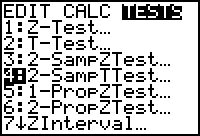 EDIT CALC TESTS
1:Z-Test…
2:T-Test…
3:2-SampZTest…
4:2-SampTTest…
5:1-PropZTest…
6:2-PropZTest…
7↓ZInterval…